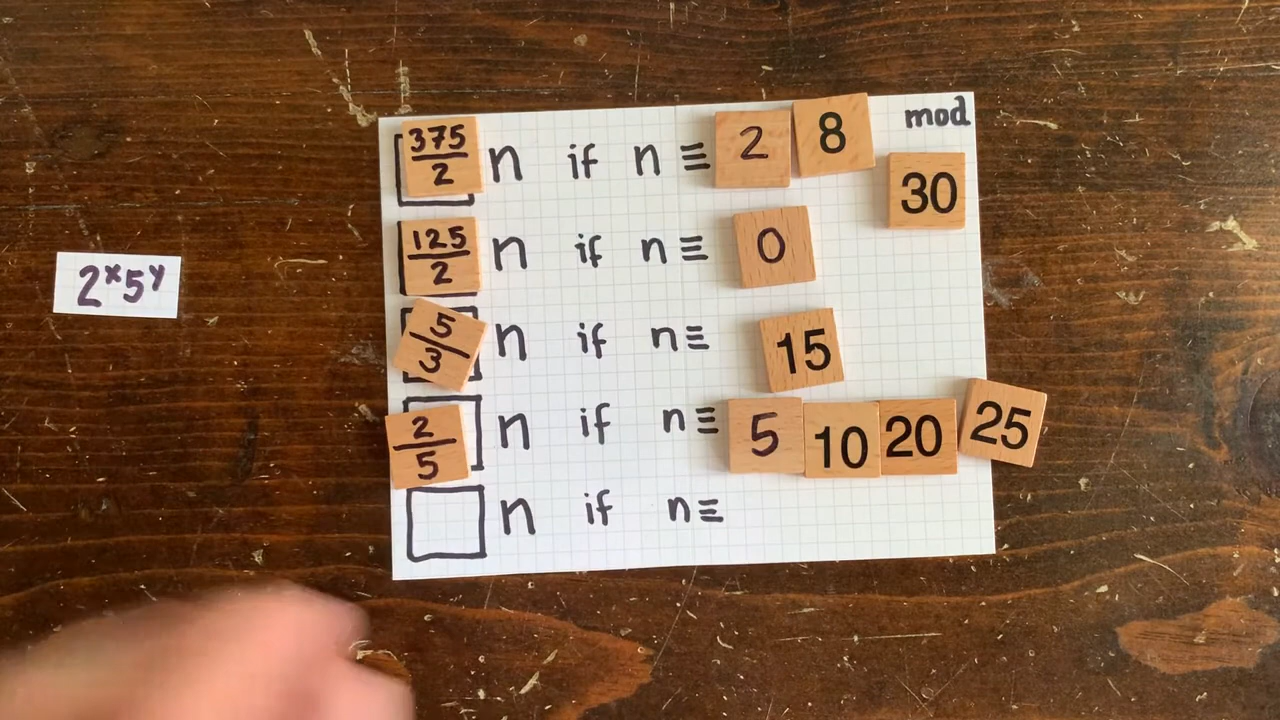 mod
375/2 n if n ≡ 2 8 30
125/2 n if n ≡ 0
2ˣ5ʸ
5/3 n if n ≡ 15
2/5 n if n ≡ 5 10 20 25
n if n ≡